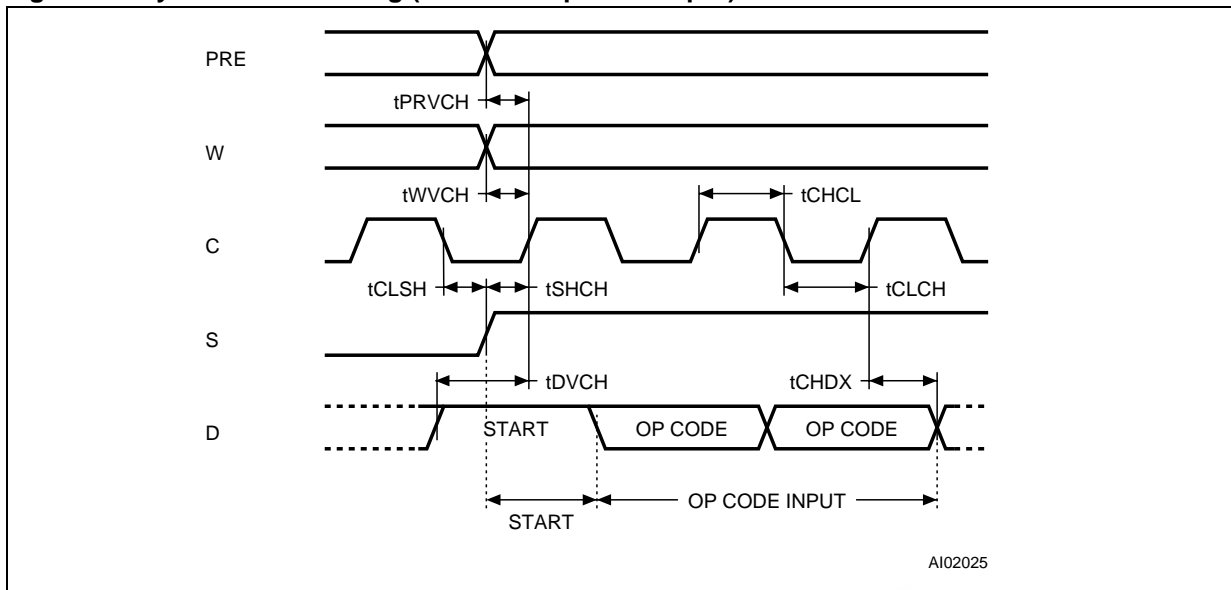 PRE
tPRVCH
W
tWVCH
tCHCL
C
tCLSH
tSHCH
tCLCH
S
tDVCH
tCHDX
D
START
OP CODE
OP CODE
OP CODE INPUT
START
AI02025